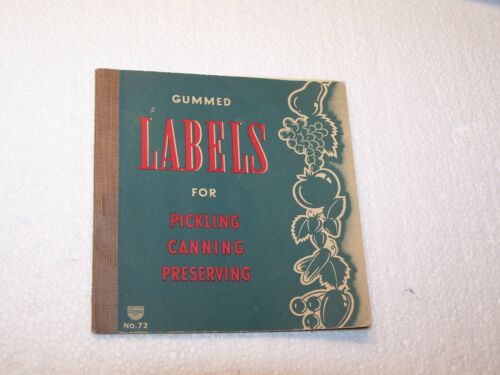 GUMMED
LABELS
FOR
PICKLING
CANNING
PRESERVING
No.72